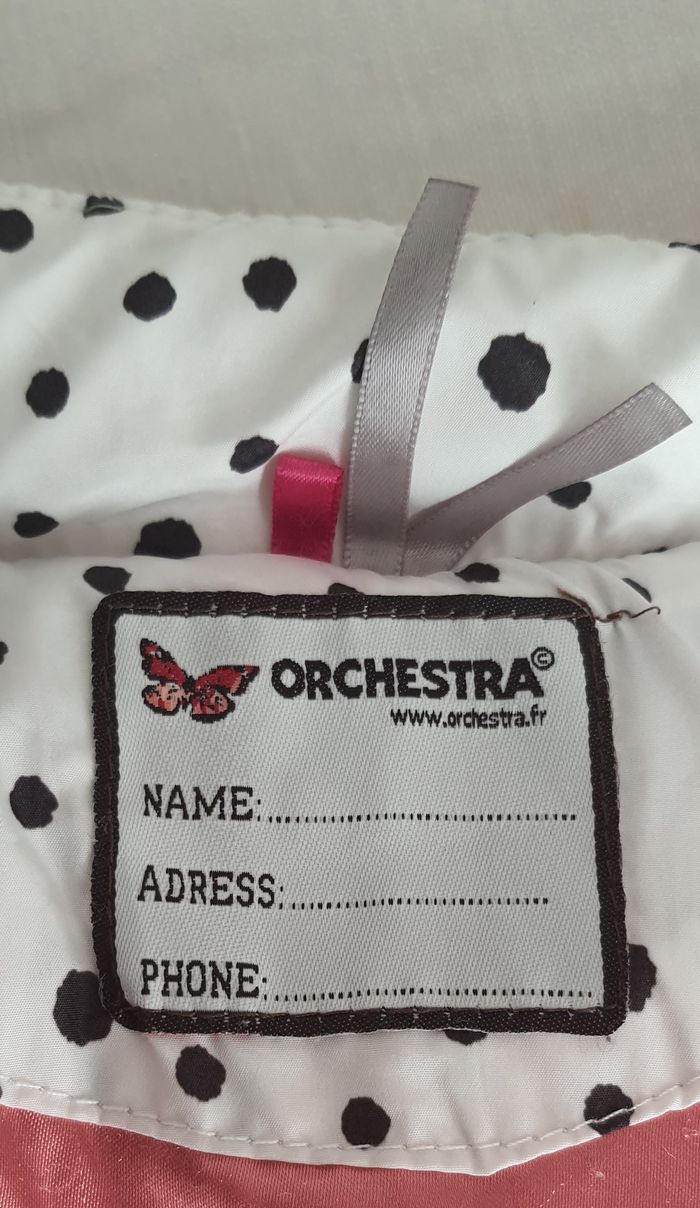 ORCHESTRA©
www.orchestra.fr
NAME:..............................
ADRESS:..........................
PHONE:..............................